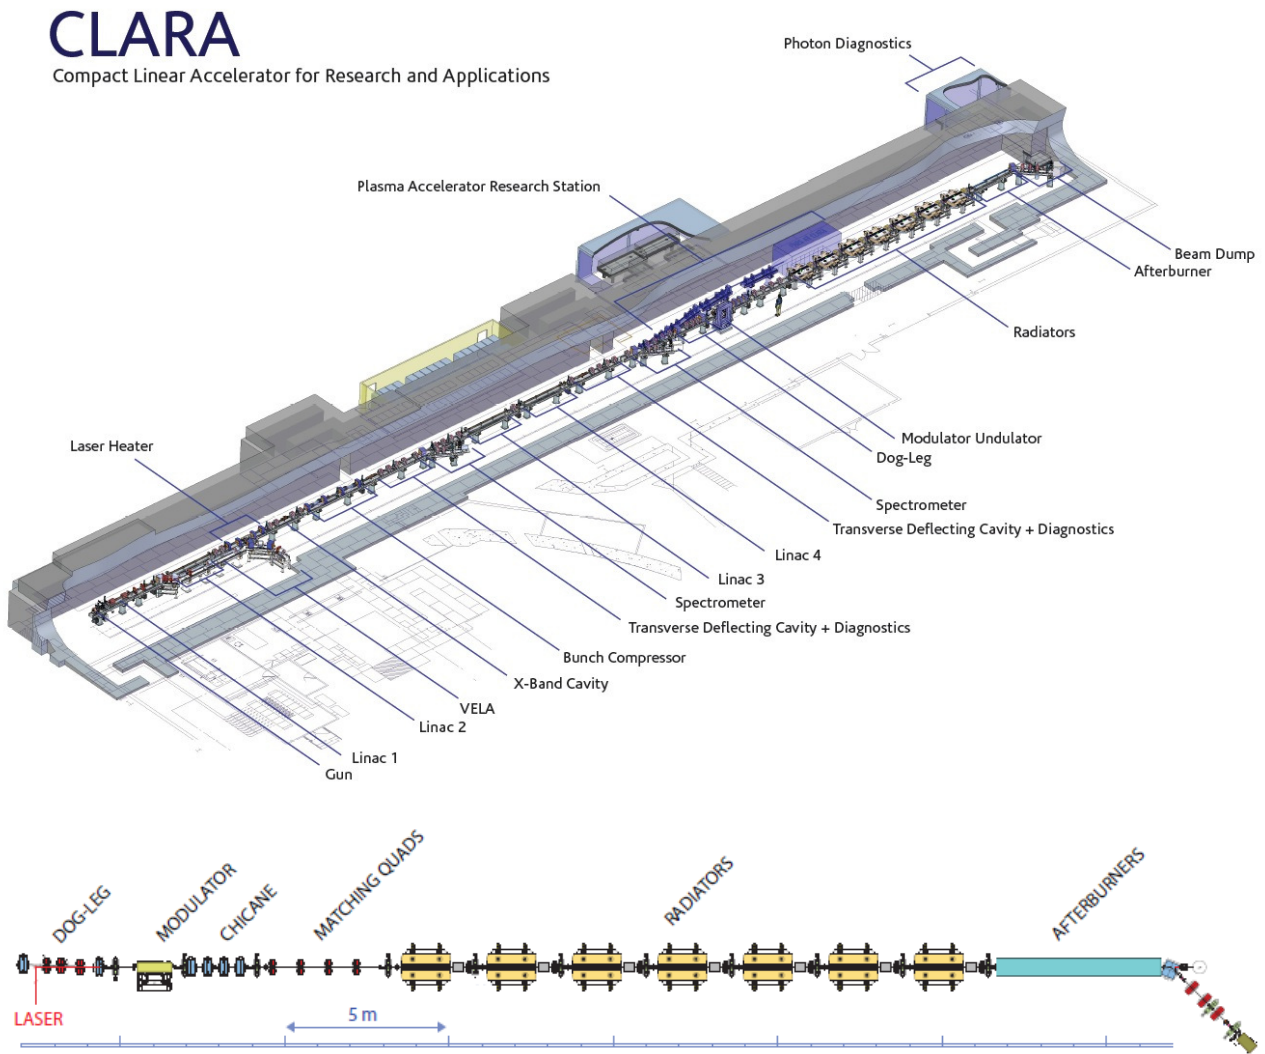 CLARA
Compact Linear Accelerator for Research and Applications
Photon Diagnostics
Plasma Accelerator Research Station
Beam Dump
Afterburner
Radiators
Laser Heater
Modulator Undulator
Dog-Leg
Spectrometer
Transverse Deflecting Cavity + Diagnostics
Linac 4
Linac 3
Spectrometer
Transverse Deflecting Cavity + Diagnostics
Bunch Compressor
X-Band Cavity
VELA
Linac 2
Linac 1
Gun
DOG-LEG
MODULATOR
CHICANE
MATCHING QUADS
RADIATORS
AFTERBURNERS
LASER
5 m